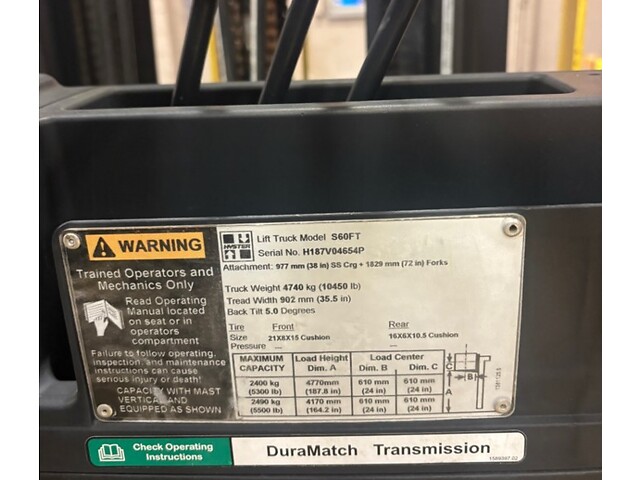 WARNING
Trained Operators and
Mechanics Only
Read Operating
Manual located
on seat or in
operators
compartment
Failure to follow operating,
inspection, and maintenance
instructions can cause
serious injury or death!
CAPACITY WITH MAST
VERTICAL AND
EQUIPPED AS SHOWN
HYSTER
Lift Truck Model S60FT
Serial No. H187V04654P
Attachment: 977 mm (38 in) SS Crg + 1829 mm (72 in) Forks
Truck Weight 4740 kg (10450 lb)
Tread Width 902 mm (35.5 in)
Back Tilt 5.0 Degrees
Tire Front Rear
Size 21X8X15 Cushion 16X6X10.5 Cushion
Pressure — —
MAXIMUM CAPACITY Load Height Dim. A Load Center Dim. B Dim. C
2400 kg (5300 lb) 4770mm (187.8 in) 610 mm (24 in) 610 mm (24 in)
2490 kg (5500 lb) 4170 mm (164.2 in) 610 mm (24 in) 610 mm (24 in)
C
B
A
Check Operating
Instructions
DuraMatch Transmission